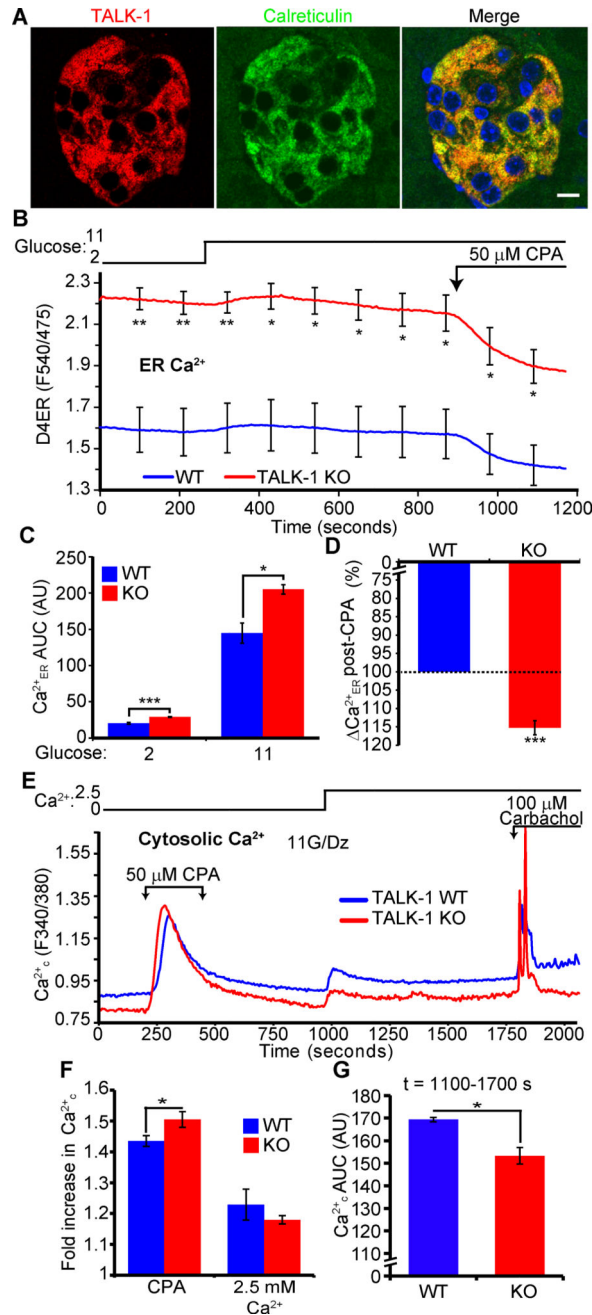 A
TALK-1
Calreticulin
Merge
B
Glucose: 11
2
50 μM CPA
2.3
2.1
1.9
1.7
1.5
1.3
D4ER (F540/475)
** ** ** * * * * * * *
ER Ca²⁺
WT
TALK-1 KO
0 200 400 600 800 1000 1200
Time (seconds)
C
WT
KO
250
200
150
100
50
0
Ca²⁺ER AUC (AU)
***
*
Glucose: 2 11
D
WT KO
0
75
80
85
90
95
100
105
110
115
120
ΔCa²⁺ER post-CPA (%)
***
E
Ca²⁺: 2.5
0
Cytosolic Ca²⁺
11G/Dz
100 μM
Carbachol
50 μM CPA
TALK-1 WT
TALK-1 KO
1.55
1.35
1.15
0.95
0.75
Ca²⁺c (F340/380)
0 250 500 750 1000 1250 1500 1750 2000
Time (seconds)
F
1.6
1.5
1.4
1.3
1.2
1.1
1
Fold increase in Ca²⁺c
*
WT
KO
CPA
2.5 mM
Ca²⁺
G
t = 1100-1700 s
*
180
170
160
150
140
130
120
110
0
Ca²⁺c AUC (AU)
WT KO